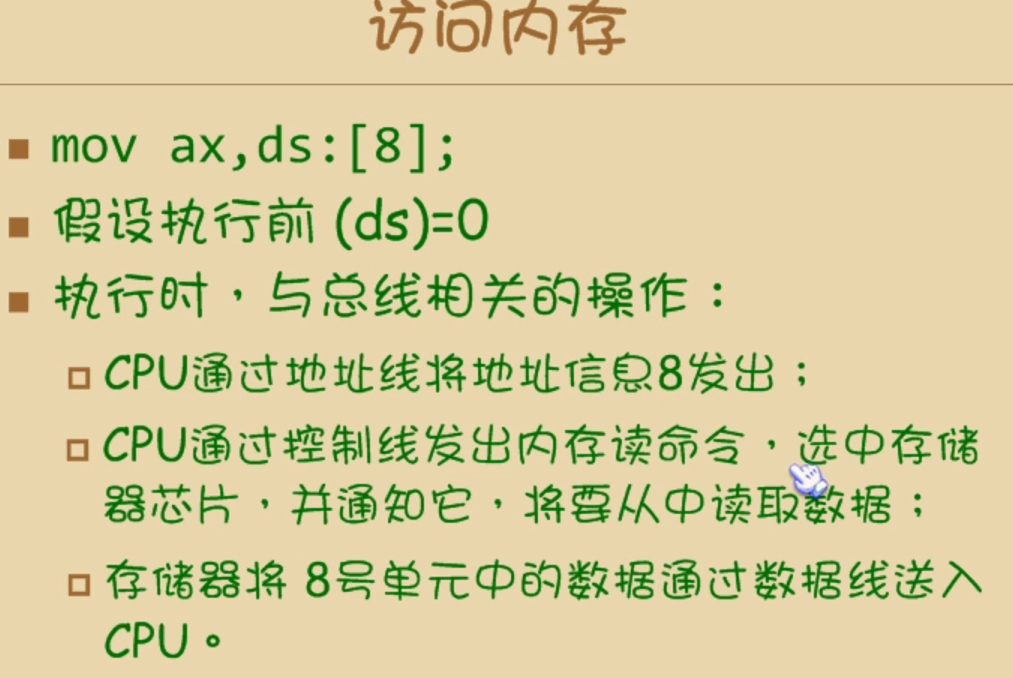 访问内存
mov ax,ds:[8];
假设执行前 (ds)=0
执行时，与总线相关的操作：
CPU通过地址线将地址信息8发出；
CPU通过控制线发出内存读命令，选中存储
器芯片，并通知它，将要从中读取数据；
存储器将 8号单元中的数据通过数据线送入
CPU。